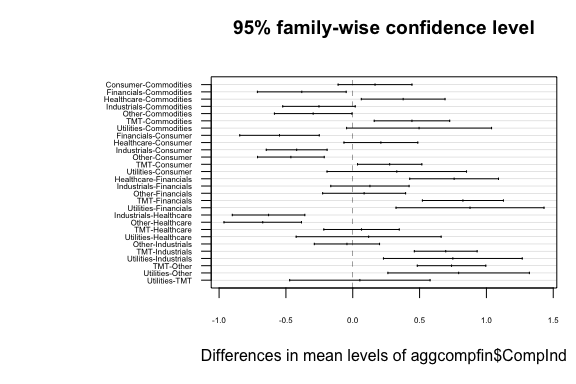 95% family-wise confidence level
Consumer-Commodities
Financials-Commodities
Healthcare-Commodities
Industrials-Commodities
Other-Commodities
TMT-Commodities
Utilities-Commodities
Financials-Consumer
Healthcare-Consumer
Industrials-Consumer
Other-Consumer
TMT-Consumer
Utilities-Consumer
Healthcare-Financials
Industrials-Financials
Other-Financials
TMT-Financials
Utilities-Financials
Industrials-Healthcare
Other-Healthcare
TMT-Healthcare
Utilities-Healthcare
Other-Industrials
TMT-Industrials
Utilities-Industrials
TMT-Other
Utilities-Other
Utilities-TMT
-1.0 -0.5 0.0 0.5 1.0 1.5
Differences in mean levels of aggcompfin$CompInd